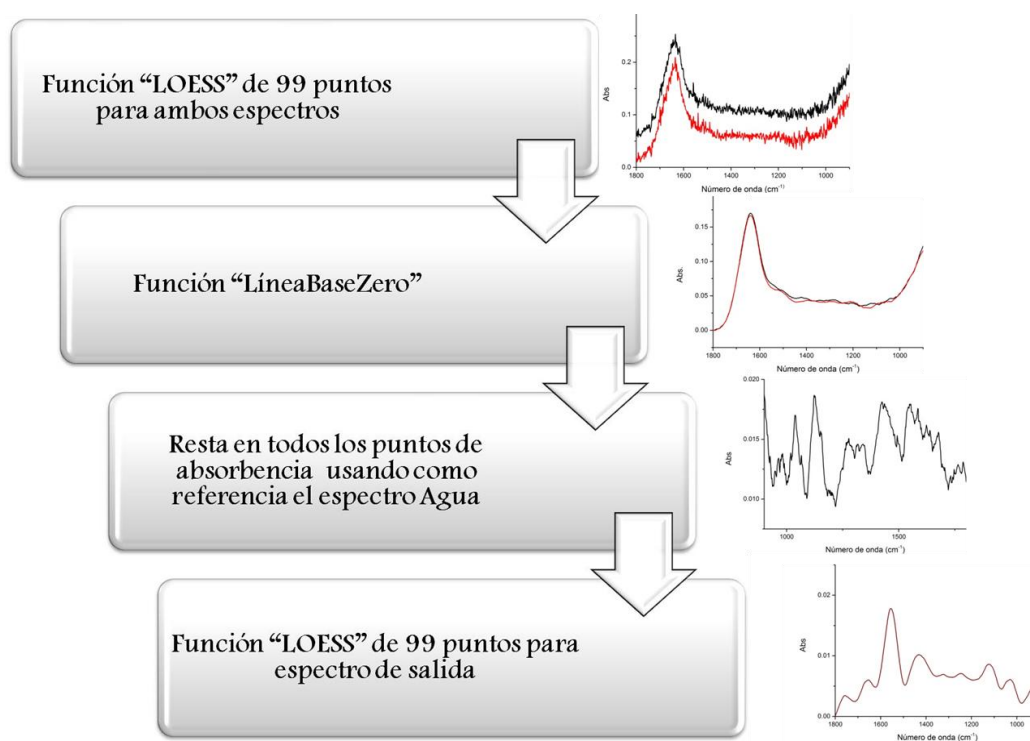 Función “LOESS” de 99 puntos
para ambos espectros
0.2
0.1
0.0
Abs
1800 1600 1400 1200 1000
Número de onda (cm⁻¹)
Función “LíneaBaseZero”
0.15
0.10
0.05
0.00
Abs.
1800 1600 1400 1200 1000
Número de onda (cm⁻¹)
Resta en todos los puntos de
absorbencia usando como
referencia el espectro Agua
0.020
0.015
0.010
Abs
1000 1500
Número de onda (cm⁻¹)
Función “LOESS” de 99 puntos para
espectro de salida
0.02
0.01
0.00
Abs
1800 1600 1400 1200 1000
Número de onda (cm⁻¹)